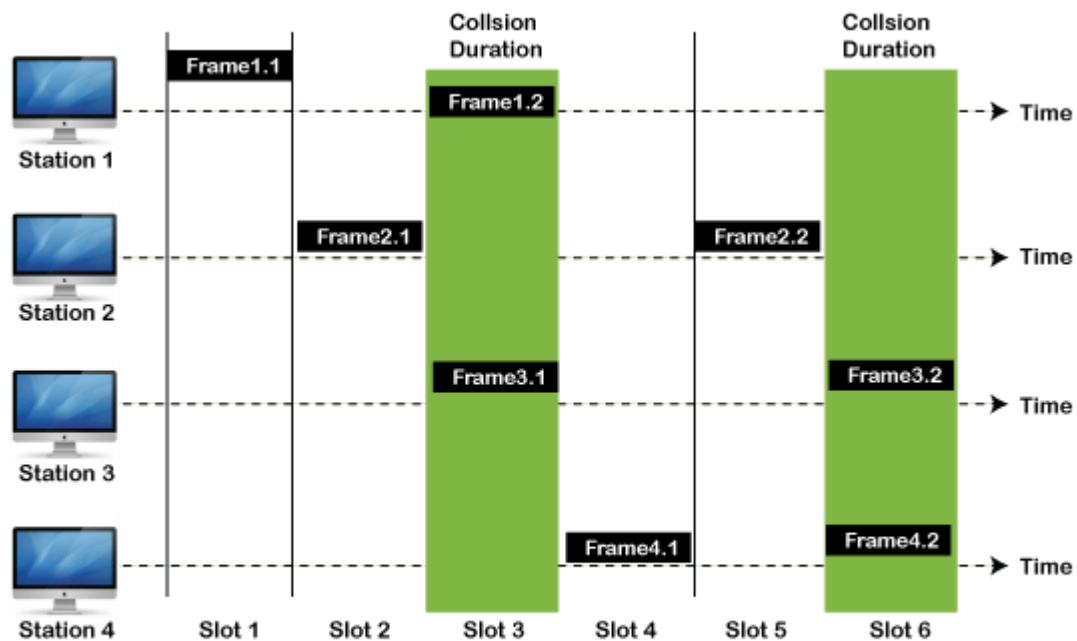 Collsion
Duration
Collsion
Duration
Frame1.1
Frame1.2
Time
Station 1
Frame2.1
Frame2.2
Time
Station 2
Frame3.1
Frame3.2
Time
Station 3
Frame4.1
Frame4.2
Time
Station 4
Slot 1
Slot 2
Slot 3
Slot 4
Slot 5
Slot 6